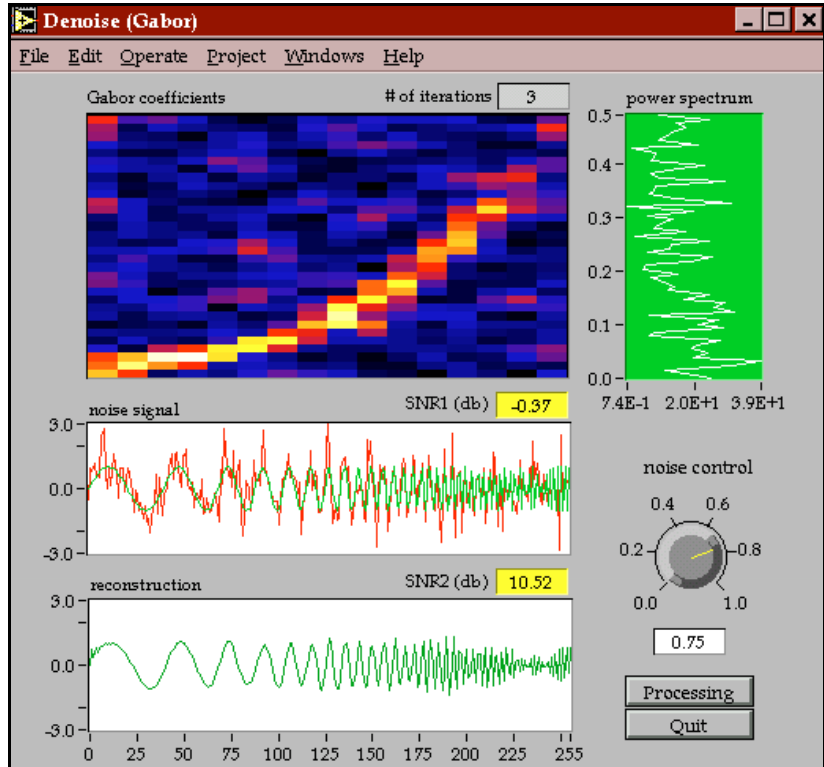 Denoise (Gabor)
File Edit Operate Project Windows Help
Gabor coefficients
# of iterations 3
power spectrum
0.5
0.4
0.3
0.2
0.1
0.0
7.4E-1 2.0E+1 3.9E+1
noise signal
SNR1 (db) -0.37
3.0
0.0
-3.0
noise control
0.4 0.6
0.2 0.8
0.0 1.0
0.75
reconstruction
SNR2 (db) 10.52
3.0
0.0
-3.0
0 25 50 75 100 125 150 175 200 225 255
Processing
Quit